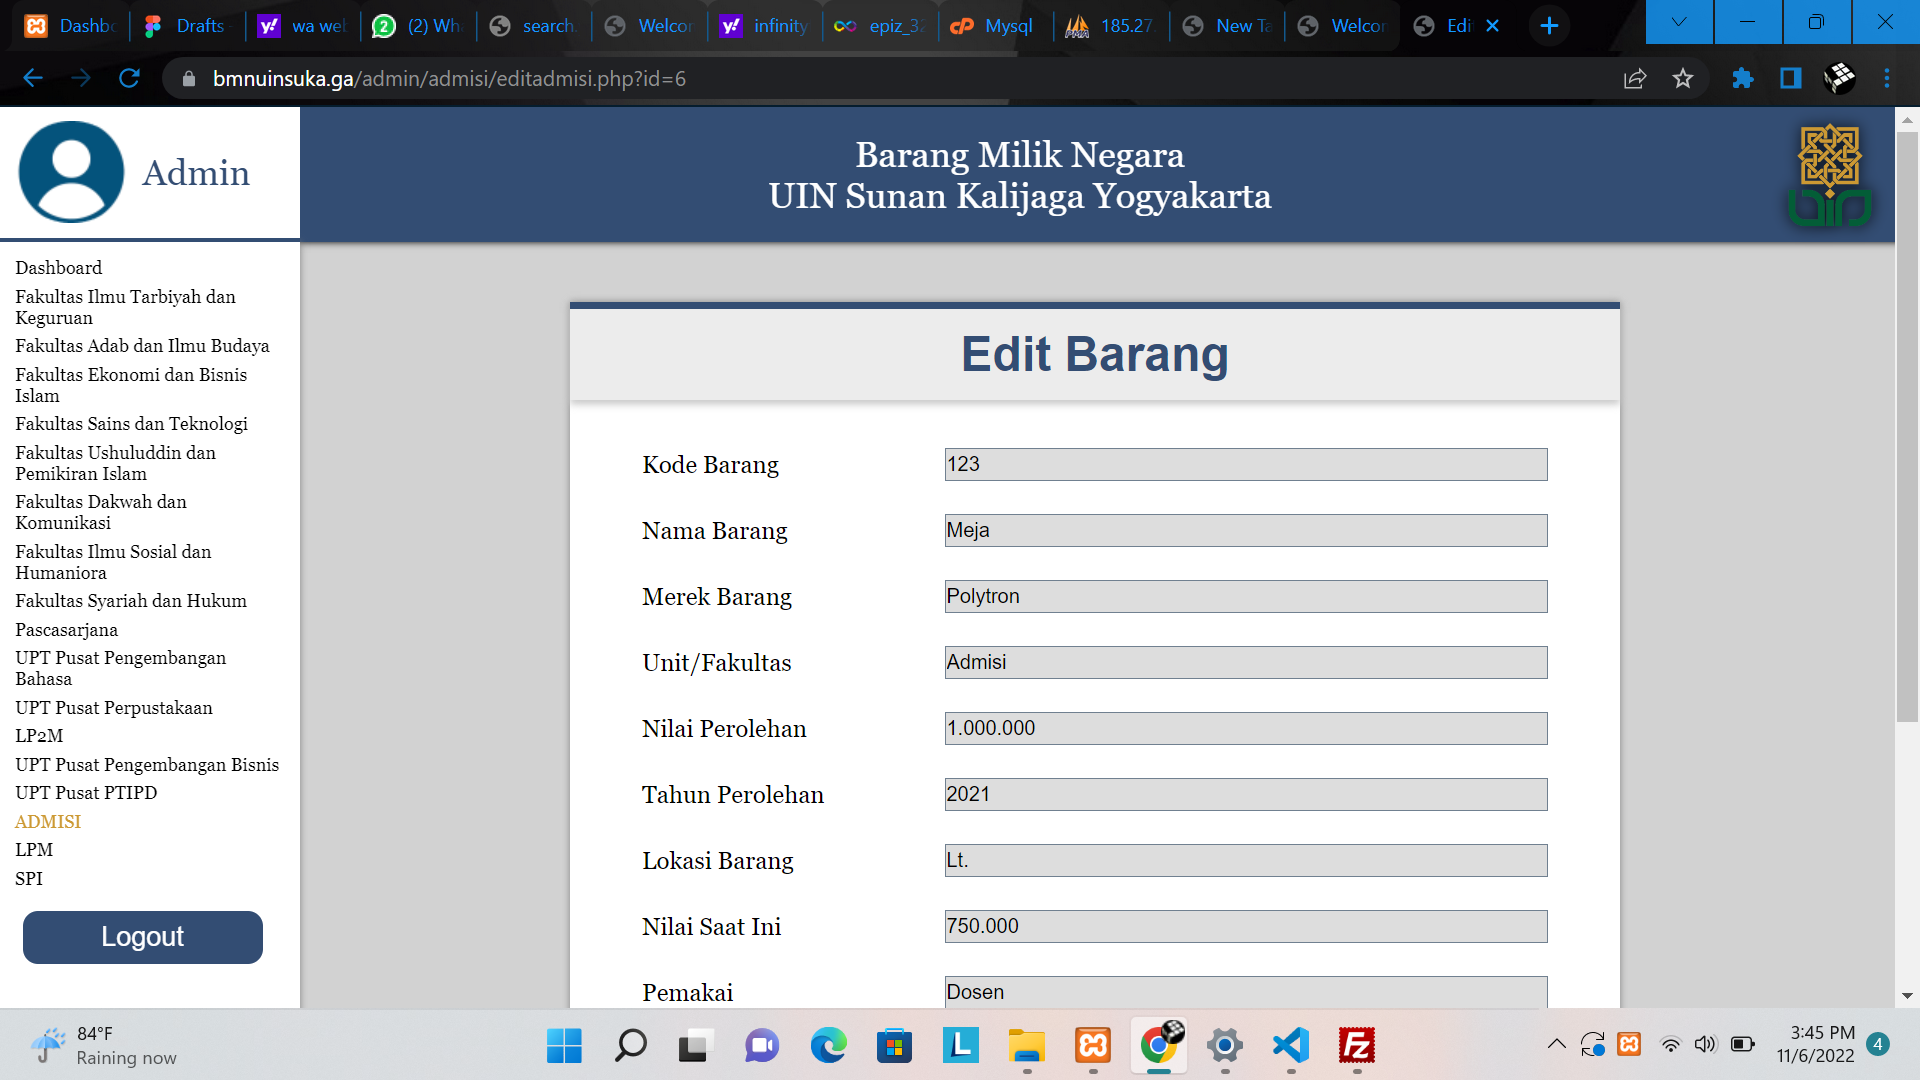 Dashbo
Drafts
wa wel
(2) Wh
search.
Welcor
infinity
epiz_32
Mysql
185.27.
New Ta
Welcon
Edi
bmnuinsuka.ga/admin/admisi/editadmisi.php?id=6
Admin
Barang Milik Negara
UIN Sunan Kalijaga Yogyakarta
Dashboard
Fakultas Ilmu Tarbiyah dan
Keguruan
Fakultas Adab dan Ilmu Budaya
Fakultas Ekonomi dan Bisnis
Islam
Fakultas Sains dan Teknologi
Fakultas Ushuluddin dan
Pemikiran Islam
Fakultas Dakwah dan
Komunikasi
Fakultas Ilmu Sosial dan
Humaniora
Fakultas Syariah dan Hukum
Pascasarjana
UPT Pusat Pengembangan
Bahasa
UPT Pusat Perpustakaan
LP2M
UPT Pusat Pengembangan Bisnis
UPT Pusat PTIPD
ADMISI
LPM
SPI
Logout
Edit Barang
Kode Barang 123
Nama Barang Meja
Merek Barang Polytron
Unit/Fakultas Admisi
Nilai Perolehan 1.000.000
Tahun Perolehan 2021
Lokasi Barang Lt.
Nilai Saat Ini 750.000
Pemakai Dosen
84°F
Raining now
3:45 PM
11/6/2022
4